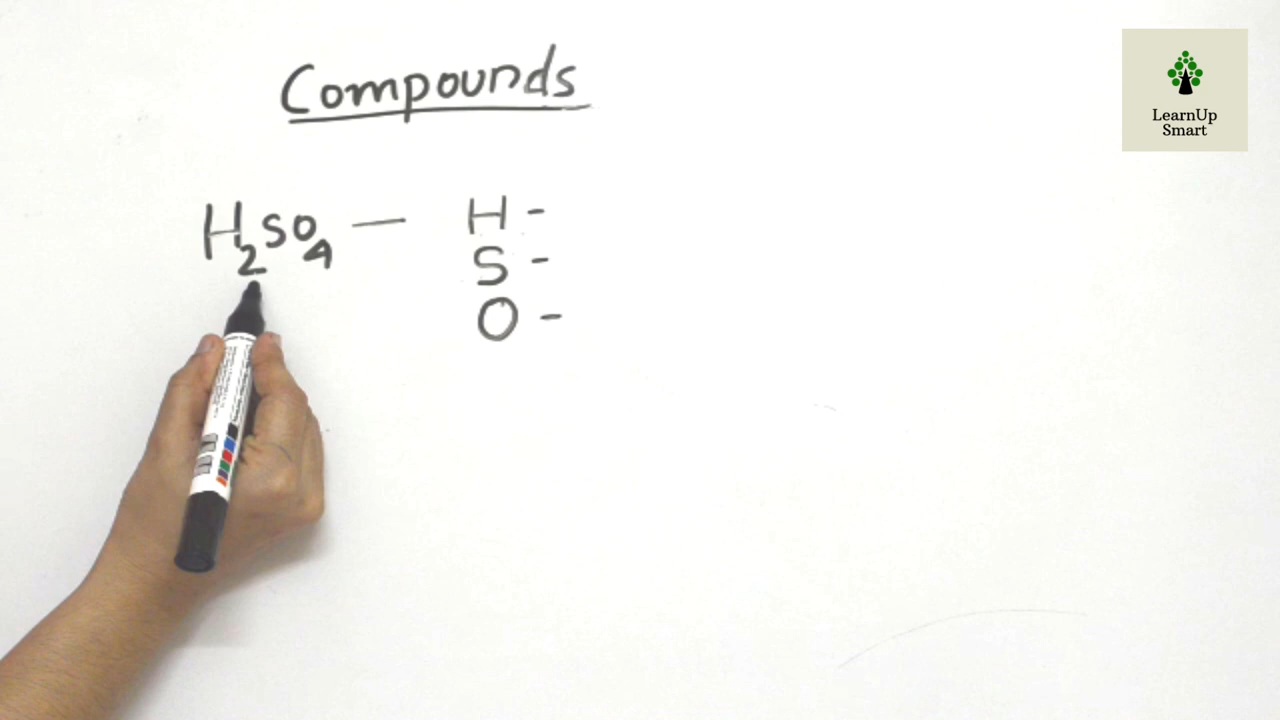 Compounds
H2SO4 — H -
S -
O -
LearnUp
Smart